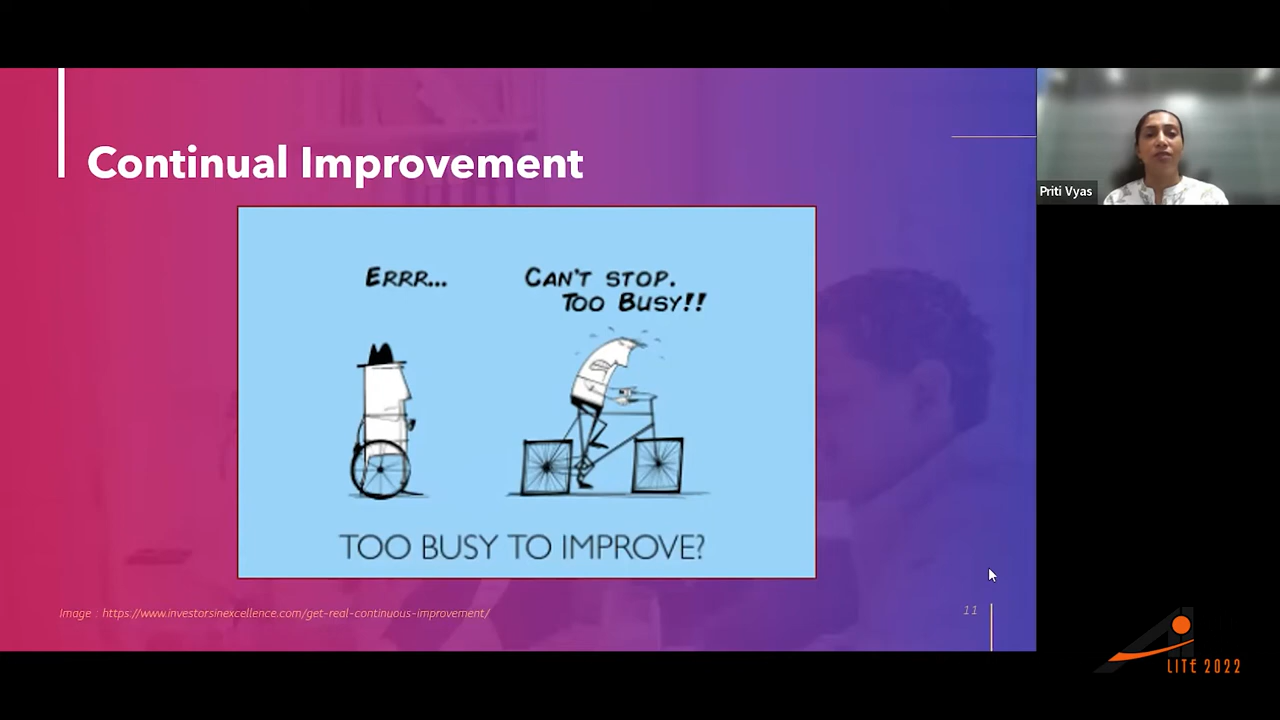 Continual Improvement
ERRR...
CAN'T STOP.
TOO BUSY!!
TOO BUSY TO IMPROVE?
Image : https://www.investorsinexcellence.com/get-real-continuous-improvement/
11
Priti Vyas
LITE 2022